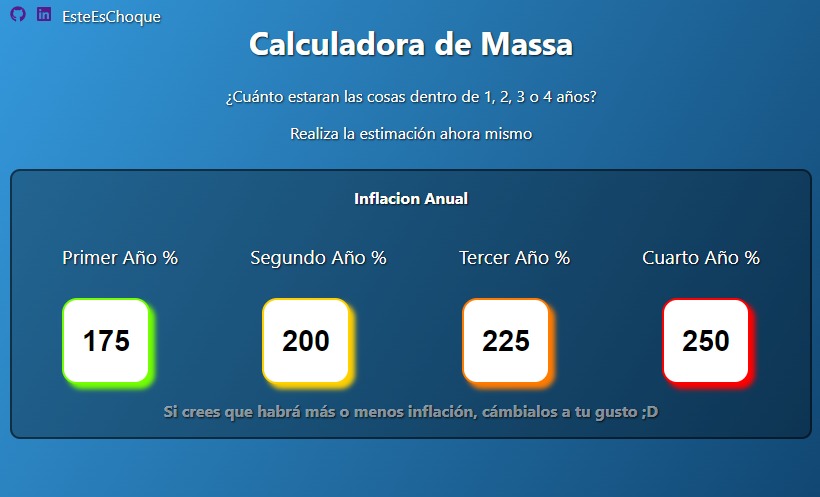 EsteEsChoque
Calculadora de Massa
¿Cuánto estaran las cosas dentro de 1, 2, 3 o 4 años?
Realiza la estimación ahora mismo
Inflacion Anual
Primer Año % Segundo Año % Tercer Año % Cuarto Año %
175 200 225 250
Si crees que habrá más o menos inflación, cámbialos a tu gusto ;D